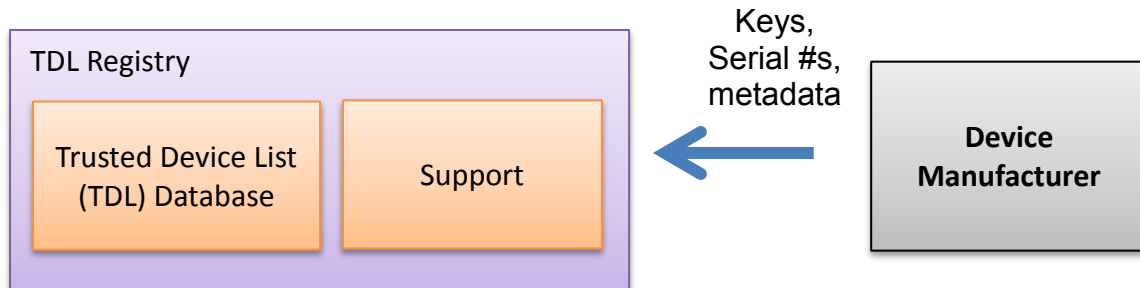 TDL Registry
Trusted Device List
(TDL) Database
Support
Keys,
Serial #s,
metadata
Device
Manufacturer